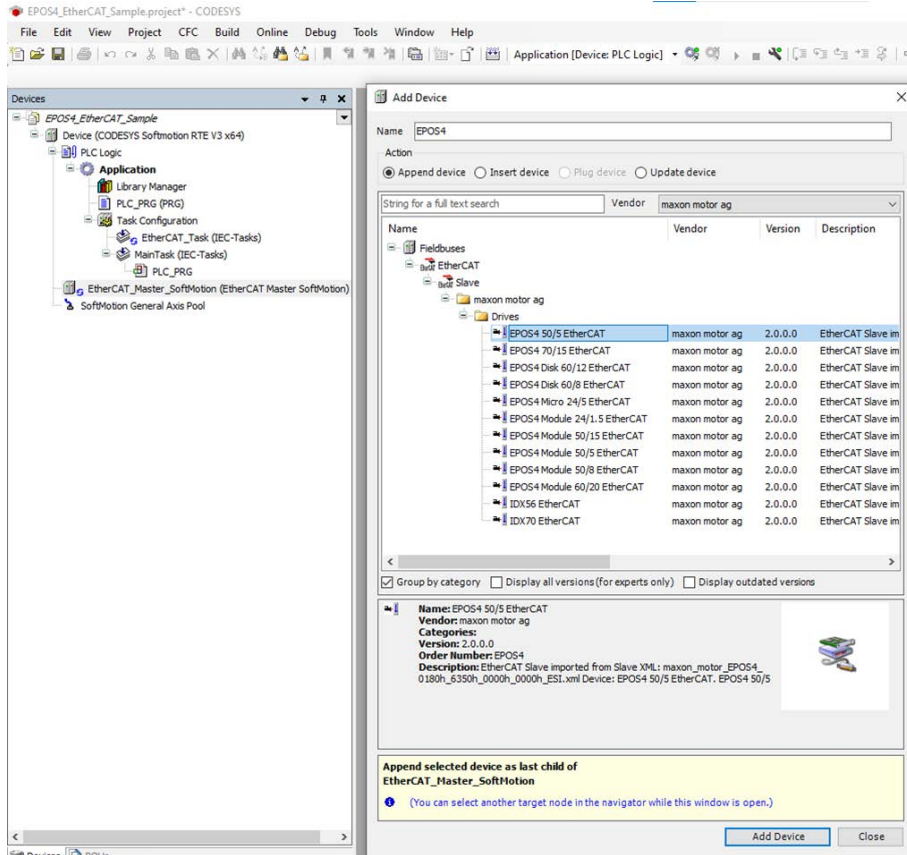 EPOS4_EtherCAT_Sample.project* - CODESYS
File Edit View Project CFC Build Online Debug Tools Window Help
Application [Device: PLC Logic]
Devices
EPOS4_EtherCAT_Sample
Device (CODESYS Softmotion RTE V3 x64)
PLC Logic
Application
Library Manager
PLC_PRG (PRG)
Task Configuration
EtherCAT_Task (IEC-Tasks)
MainTask (IEC-Tasks)
PLC_PRG
EtherCAT_Master_SoftMotion (EtherCAT Master SoftMotion)
SoftMotion General Axis Pool
Add Device
Name EPOS4
Action
Append device Insert device Plug device Update device
String for a full text search Vendor maxon motor ag
Name Vendor Version Description
Fieldbuses
EtherCAT
Slave
maxon motor ag
Drives
EPOS4 50/5 EtherCAT maxon motor ag 2.0.0.0 EtherCAT Slave im
EPOS4 70/15 EtherCAT maxon motor ag 2.0.0.0 EtherCAT Slave im
EPOS4 Disk 60/12 EtherCAT maxon motor ag 2.0.0.0 EtherCAT Slave im
EPOS4 Disk 60/8 EtherCAT maxon motor ag 2.0.0.0 EtherCAT Slave im
EPOS4 Micro 24/5 EtherCAT maxon motor ag 2.0.0.0 EtherCAT Slave im
EPOS4 Module 24/1.5 EtherCAT maxon motor ag 2.0.0.0 EtherCAT Slave im
EPOS4 Module 50/15 EtherCAT maxon motor ag 2.0.0.0 EtherCAT Slave im
EPOS4 Module 50/5 EtherCAT maxon motor ag 2.0.0.0 EtherCAT Slave im
EPOS4 Module 50/8 EtherCAT maxon motor ag 2.0.0.0 EtherCAT Slave im
EPOS4 Module 60/20 EtherCAT maxon motor ag 2.0.0.0 EtherCAT Slave im
IDX56 EtherCAT maxon motor ag 2.0.0.0 EtherCAT Slave im
IDX70 EtherCAT maxon motor ag 2.0.0.0 EtherCAT Slave im
Group by category Display all versions (for experts only) Display outdated versions
Name: EPOS4 50/5 EtherCAT
Vendor: maxon motor ag
Categories:
Version: 2.0.0.0
Order Number: EPOS4
Description: EtherCAT Slave imported from Slave XML: maxon_motor_EPOS4_
0180h_6350h_0000h_0000h_ESI.xml Device: EPOS4 50/5 EtherCAT. EPOS4 50/5
Append selected device as last child of
EtherCAT_Master_SoftMotion
(You can select another target node in the navigator while this window is open.)
Add Device Close
Devices